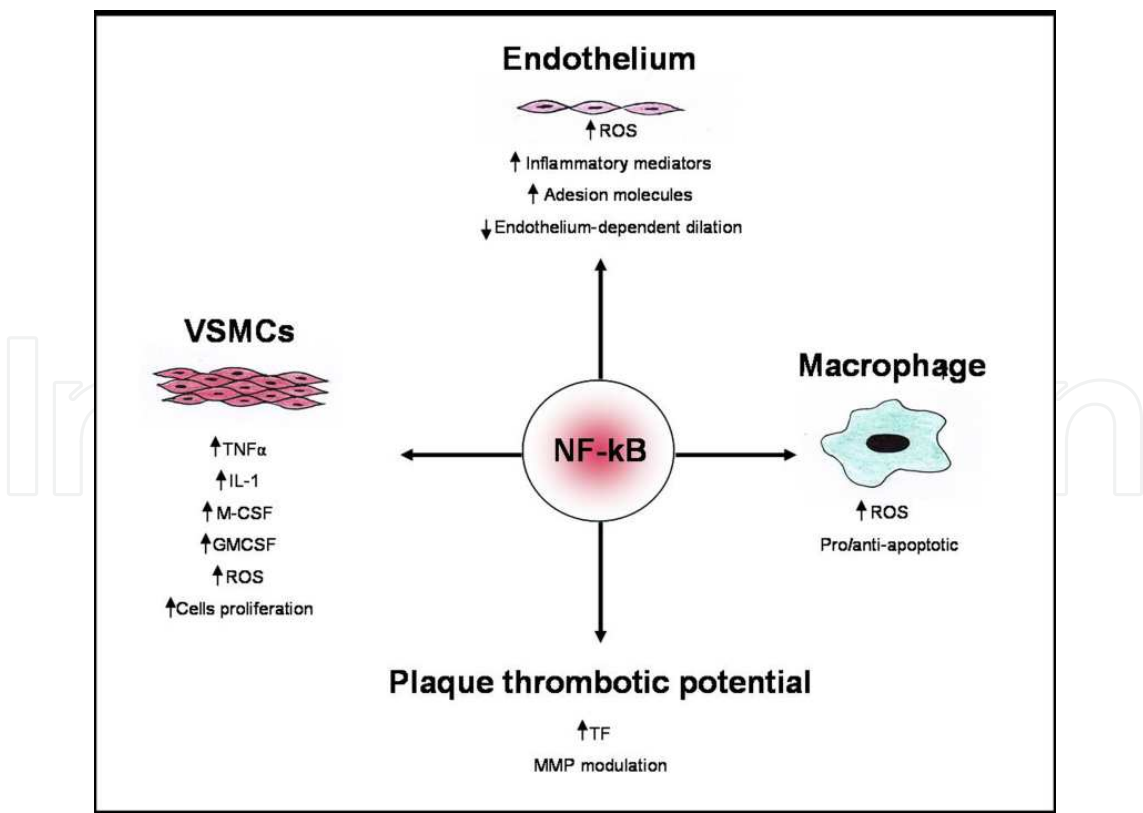 Endothelium
↑ROS
↑ Inflammatory mediators
↑ Adesion molecules
↓ Endothelium-dependent dilation
VSMCs
↑TNFα
↑IL-1
↑M-CSF
↑GMCSF
↑ROS
↑Cells proliferation
NF-kB
Macrophage
↑ROS
Pro/anti-apoptotic
Plaque thrombotic potential
↑TF
MMP modulation